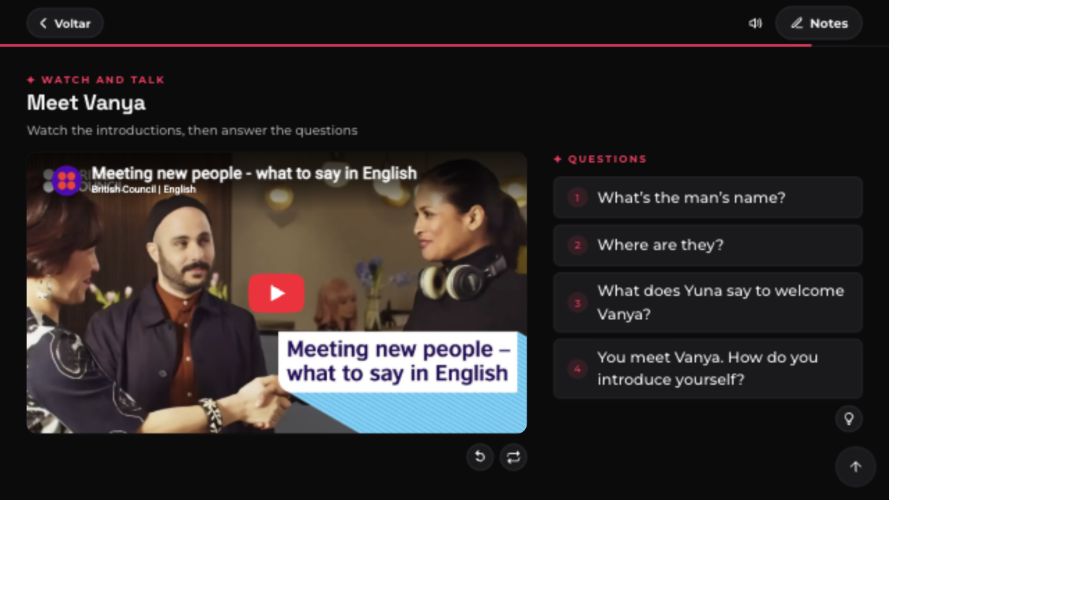 Voltar
Notes
WATCH AND TALK
Meet Vanya
Watch the introductions, then answer the questions
Meeting new people - what to say in English
British Council | English
Meeting new people –
what to say in English
QUESTIONS
1 What's the man's name?
2 Where are they?
3 What does Yuna say to welcome
Vanya?
4 You meet Vanya. How do you
introduce yourself?